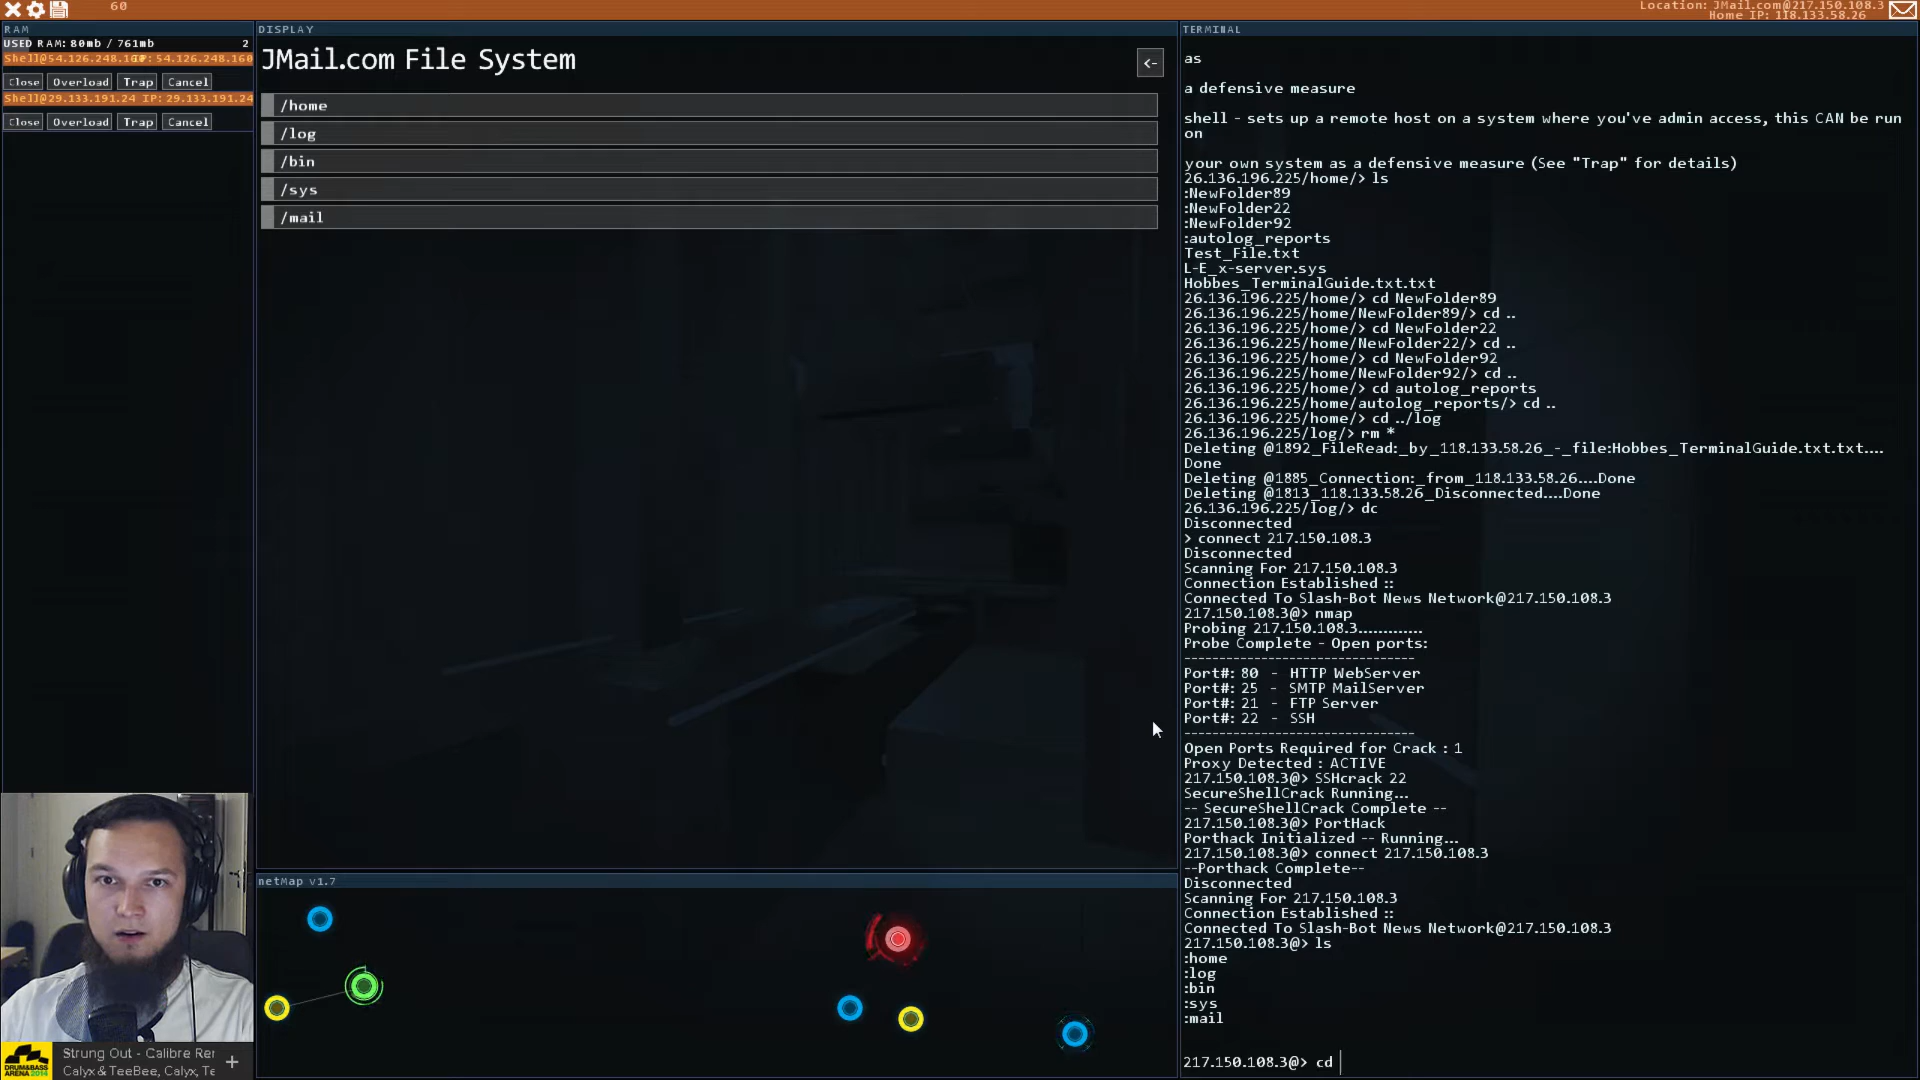 60
Location: JMail.com@217.150.108.3
Home IP: 118.133.58.26
RAM
USED RAM: 80mb / 761mb 2
Shell@54.126.248.160 IP: 54.126.248.160
Close Overload Trap Cancel
Shell@29.133.191.24 IP: 29.133.191.24
Close Overload Trap Cancel
DISPLAY
JMail.com File System
<-
/home
/log
/bin
/sys
/mail
netMap v1.7
TERMINAL
as
a defensive measure
shell - sets up a remote host on a system where you've admin access, this CAN be run
on
your own system as a defensive measure (See "Trap" for details)
26.136.196.225/home/> ls
:NewFolder89
:NewFolder22
:NewFolder92
:autolog_reports
Test_File.txt
L-E_x-server.sys
Hobbes_TerminalGuide.txt.txt
26.136.196.225/home/> cd NewFolder89
26.136.196.225/home/NewFolder89/> cd ..
26.136.196.225/home/> cd NewFolder22
26.136.196.225/home/NewFolder22/> cd ..
26.136.196.225/home/> cd NewFolder92
26.136.196.225/home/NewFolder92/> cd ..
26.136.196.225/home/> cd autolog_reports
26.136.196.225/home/autolog_reports/> cd ..
26.136.196.225/home/> cd ../log
26.136.196.225/log/> rm *
Deleting @1892_FileRead:_by_118.133.58.26_-_file:Hobbes_TerminalGuide.txt.txt....
Done
Deleting @1885_Connection:_from_118.133.58.26....Done
Deleting @1813_118.133.58.26_Disconnected....Done
26.136.196.225/log/> dc
Disconnected
> connect 217.150.108.3
Disconnected
Scanning For 217.150.108.3
Connection Established ::
Connected To Slash-Bot News Network@217.150.108.3
217.150.108.3@> nmap
Probing 217.150.108.3.............
Probe Complete - Open ports:
---------------------------------
Port#: 80 - HTTP WebServer
Port#: 25 - SMTP MailServer
Port#: 21 - FTP Server
Port#: 22 - SSH
---------------------------------
Open Ports Required for Crack : 1
Proxy Detected : ACTIVE
217.150.108.3@> SSHcrack 22
SecureShellCrack Running...
-- SecureShellCrack Complete --
217.150.108.3@> PortHack
Porthack Initialized -- Running...
217.150.108.3@> connect 217.150.108.3
--Porthack Complete--
Disconnected
Scanning For 217.150.108.3
Connection Established ::
Connected To Slash-Bot News Network@217.150.108.3
217.150.108.3@> ls
:home
:log
:bin
:sys
:mail
217.150.108.3@> cd
DRUM&BASS
ARENA 2014
Strung Out - Calibre Rer
Calyx & TeeBee, Calyx, Te
+